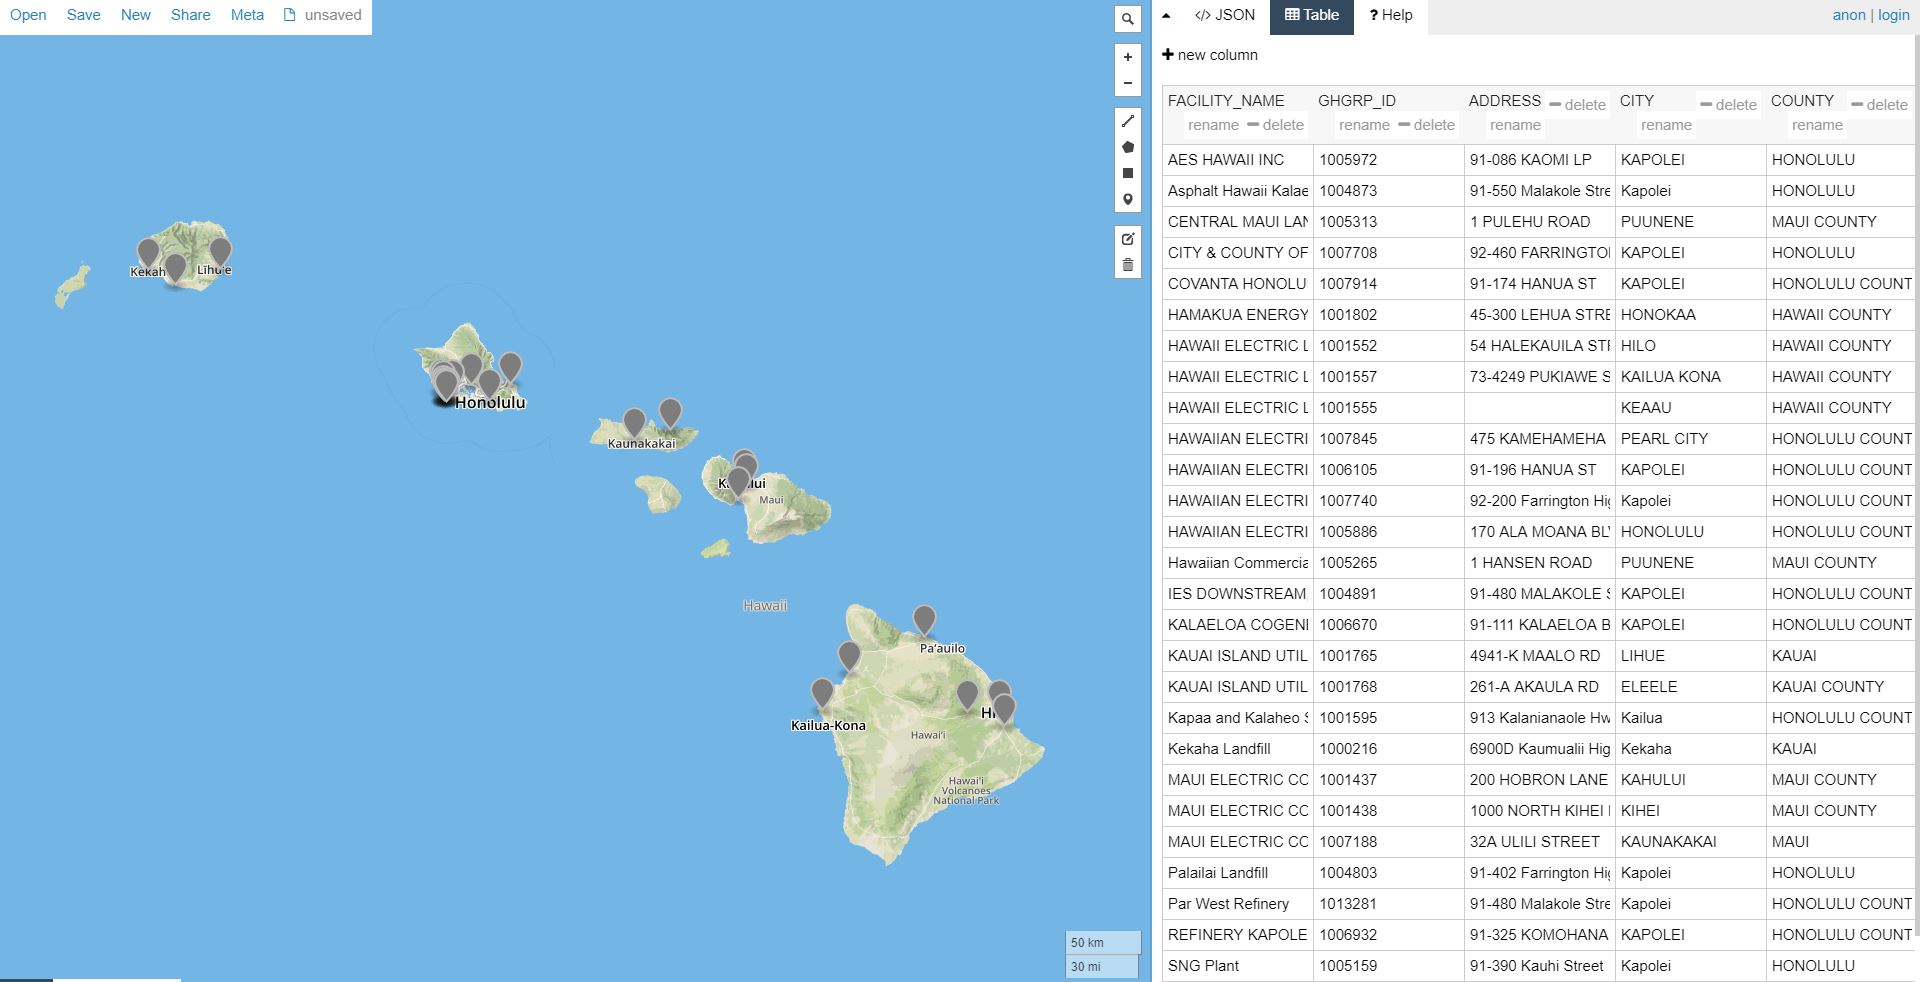 Open Save New Share Meta unsaved
</> JSON Table ? Help anon | login
+ new column
FACILITY_NAME GHGRP_ID ADDRESS delete CITY delete COUNTY delete
rename delete rename delete rename rename rename
AES HAWAII INC 1005972 91-086 KAOMI LP KAPOLEI HONOLULU
Asphalt Hawaii Kalae 1004873 91-550 Malakole Stre Kapolei HONOLULU
CENTRAL MAUI LAN 1005313 1 PULEHU ROAD PUUNENE MAUI COUNTY
CITY & COUNTY OF 1007708 92-460 FARRINGTO KAPOLEI HONOLULU
COVANTA HONOLU 1007914 91-174 HANUA ST KAPOLEI HONOLULU COUNT
HAMAKUA ENERGY 1001802 45-300 LEHUA STRE HONOKAA HAWAII COUNTY
HAWAII ELECTRIC L 1001552 54 HALEKAUILA STI HILO HAWAII COUNTY
HAWAII ELECTRIC L 1001557 73-4249 PUKIAWE S KAILUA KONA HAWAII COUNTY
HAWAII ELECTRIC L 1001555 KEAAU HAWAII COUNTY
HAWAIIAN ELECTRI 1007845 475 KAMEHAMEHA PEARL CITY HONOLULU COUNT
HAWAIIAN ELECTRI 1006105 91-196 HANUA ST KAPOLEI HONOLULU COUNT
HAWAIIAN ELECTRI 1007740 92-200 Farrington Hig Kapolei HONOLULU COUNT
HAWAIIAN ELECTRI 1005886 170 ALA MOANA BL HONOLULU HONOLULU COUNT
Hawaiian Commercia 1005265 1 HANSEN ROAD PUUNENE MAUI COUNTY
IES DOWNSTREAM, 1004891 91-480 MALAKOLE S KAPOLEI HONOLULU COUNT
KALAELOA COGENI 1006670 91-111 KALAELOA B KAPOLEI HONOLULU COUNT
KAUAI ISLAND UTIL 1001765 4941-K MAALO RD LIHUE KAUAI
KAUAI ISLAND UTIL 1001768 261-A AKAULA RD ELEELE KAUAI COUNTY
Kapaa and Kalaheo S 1001595 913 Kalanianaole Hw Kailua HONOLULU COUNT
Kekaha Landfill 1000216 6900D Kaumualii Hig Kekaha KAUAI
MAUI ELECTRIC CO 1001437 200 HOBRON LANE KAHULUI MAUI COUNTY
MAUI ELECTRIC CO 1001438 1000 NORTH KIHEI KIHEI MAUI COUNTY
MAUI ELECTRIC CO 1007188 32A ULILI STREET KAUNAKAKAI MAUI
Palailai Landfill 1004803 91-402 Farrington Hig Kapolei HONOLULU
Par West Refinery 1013281 91-480 Malakole Stre Kapolei HONOLULU COUNT
REFINERY KAPOLE 1006932 91-325 KOMOHANA KAPOLEI HONOLULU COUNT
SNG Plant 1005159 91-390 Kauhi Street Kapolei HONOLULU
Kekah
Līhuʻe
Honolulu
Kaunakakai
Maui
Hawaii
Paʻauilo
Kailua-Kona
Hawaiʻi
Hawaiʻi
Volcanoes
National Park
50 km
30 mi